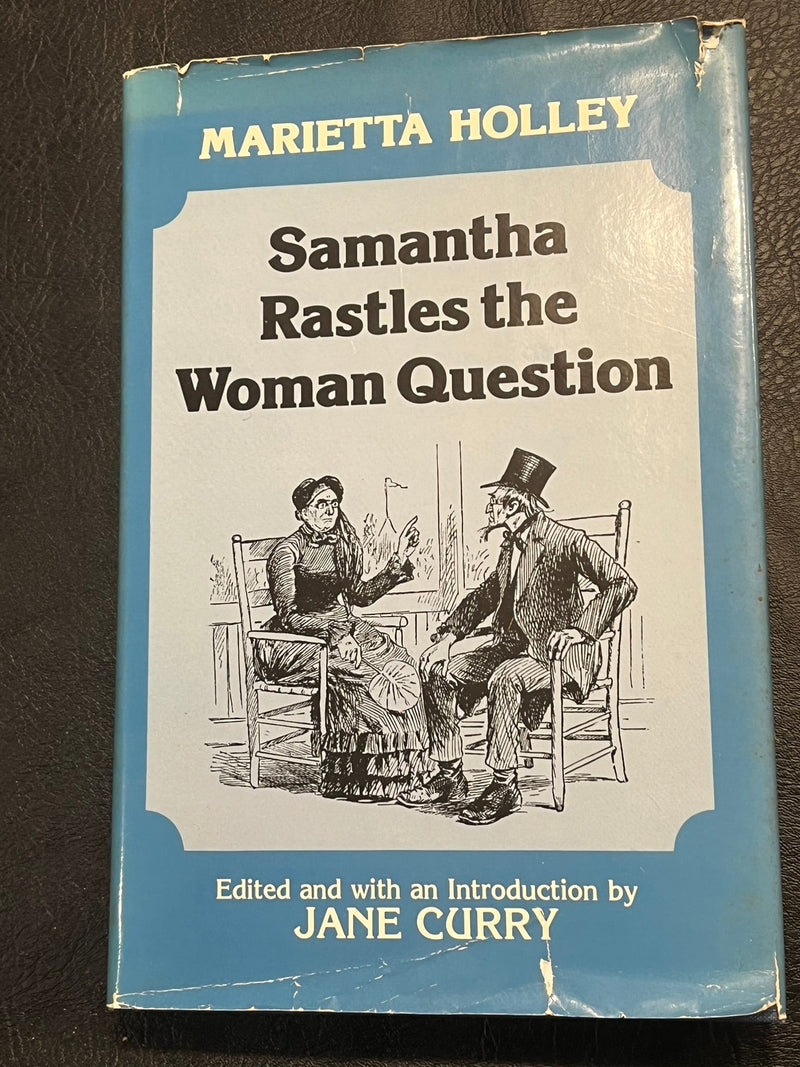 MARIETTA HOLLEY
Samantha
Rastles the
Woman Question
Edited and with an Introduction by
JANE CURRY